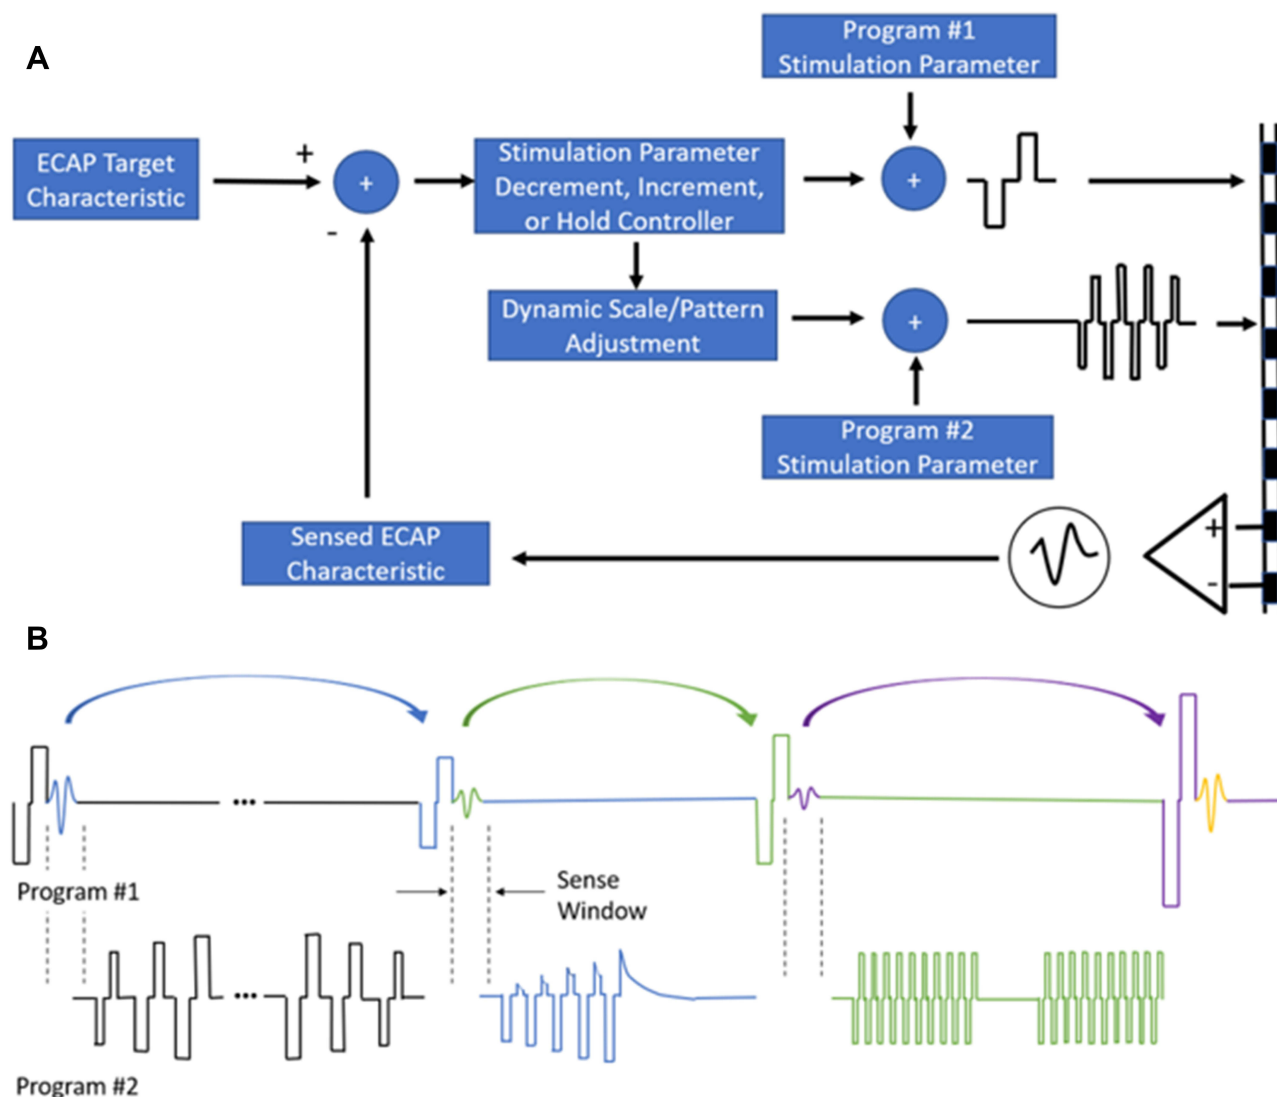 A
Program #1
Stimulation Parameter
ECAP Target
Characteristic
+
+
-
Stimulation Parameter
Decrement, Increment,
or Hold Controller
+
Dynamic Scale/Pattern
Adjustment
+
Program #2
Stimulation Parameter
Sensed ECAP
Characteristic
+
-
B
Program #1
Sense
Window
Program #2